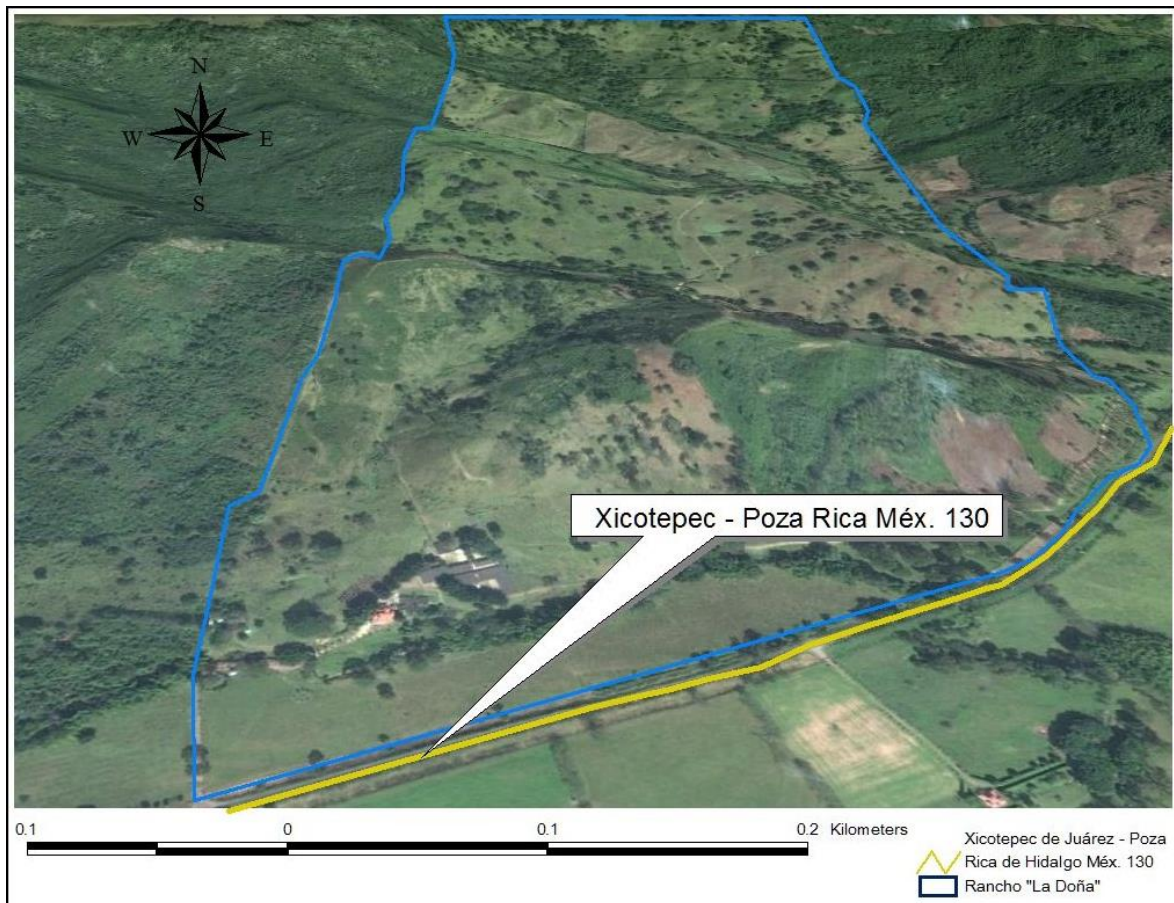 N
W E
S
Xicotepec - Poza Rica Méx. 130
0.1 0 0.1 0.2 Kilometers
Xicotepec de Juárez - Poza
Rica de Hidalgo Méx. 130
Rancho "La Doña"